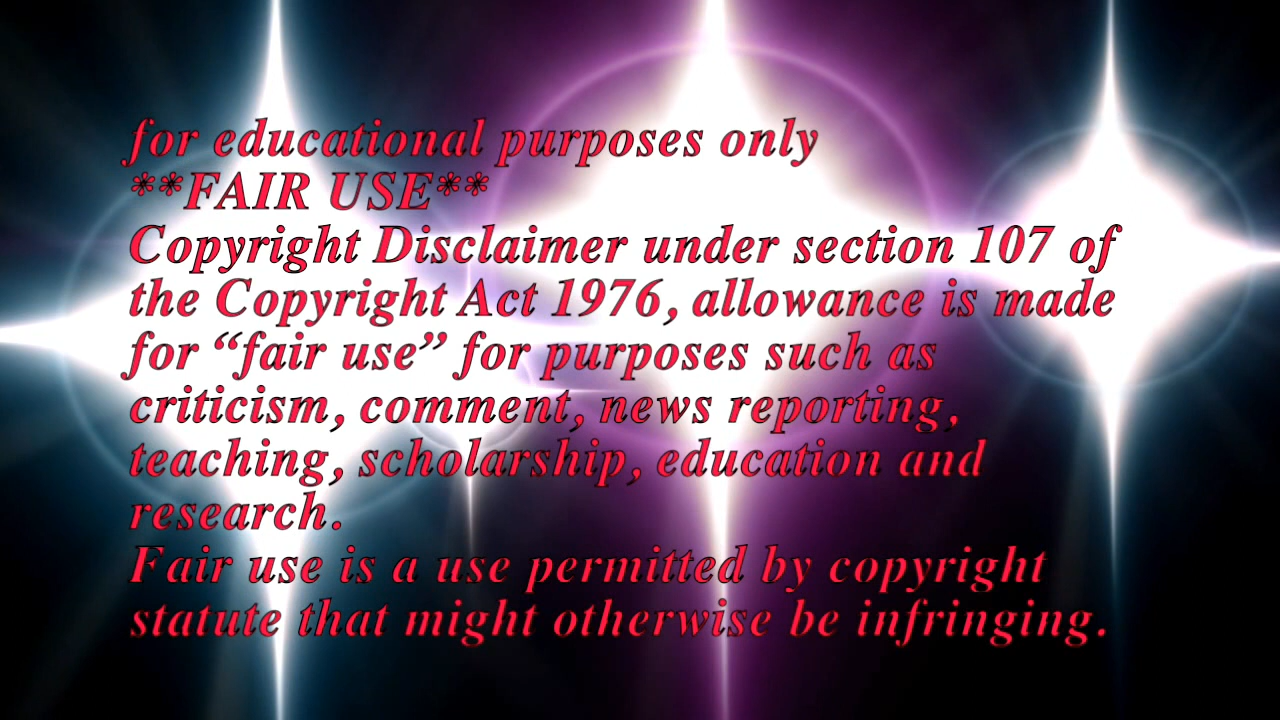 for educational purposes only
**FAIR USE**
Copyright Disclaimer under section 107 of
the Copyright Act 1976, allowance is made
for “fair use” for purposes such as
criticism, comment, news reporting,
teaching, scholarship, education and
research.
Fair use is a use permitted by copyright
statute that might otherwise be infringing.